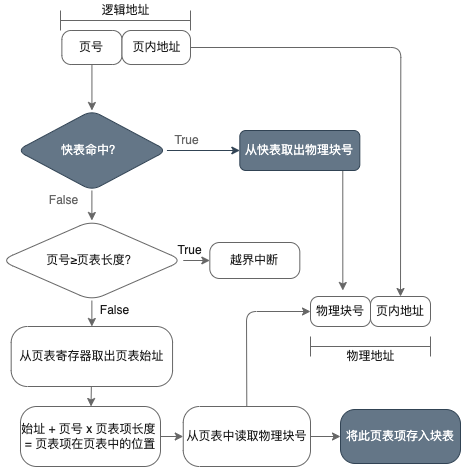 逻辑地址
页号
页内地址
快表命中?
True
从快表取出物理块号
False
页号≥页表长度?
True
越界中断
False
物理块号
页内地址
物理地址
从页表寄存器取出页表始址
始址 + 页号 x 页表项长度
= 页表项在页表中的位置
从页表中读取物理块号
将此页表项存入块表